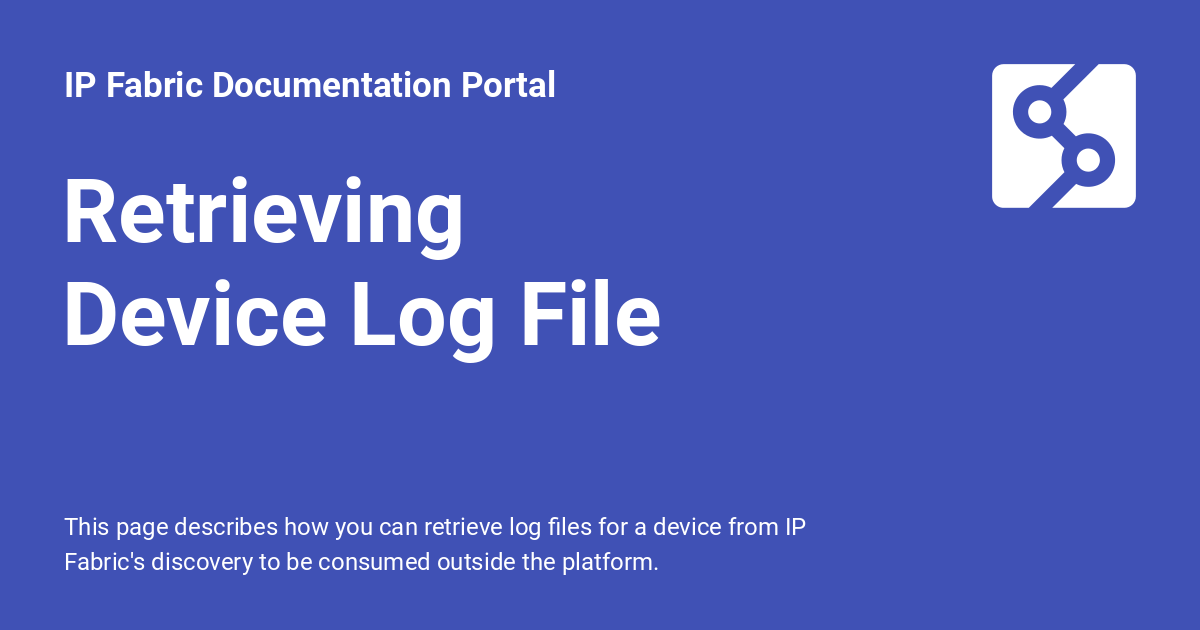 IP Fabric Documentation Portal
Retrieving
Device Log File
This page describes how you can retrieve log files for a device from IP
Fabric's discovery to be consumed outside the platform.